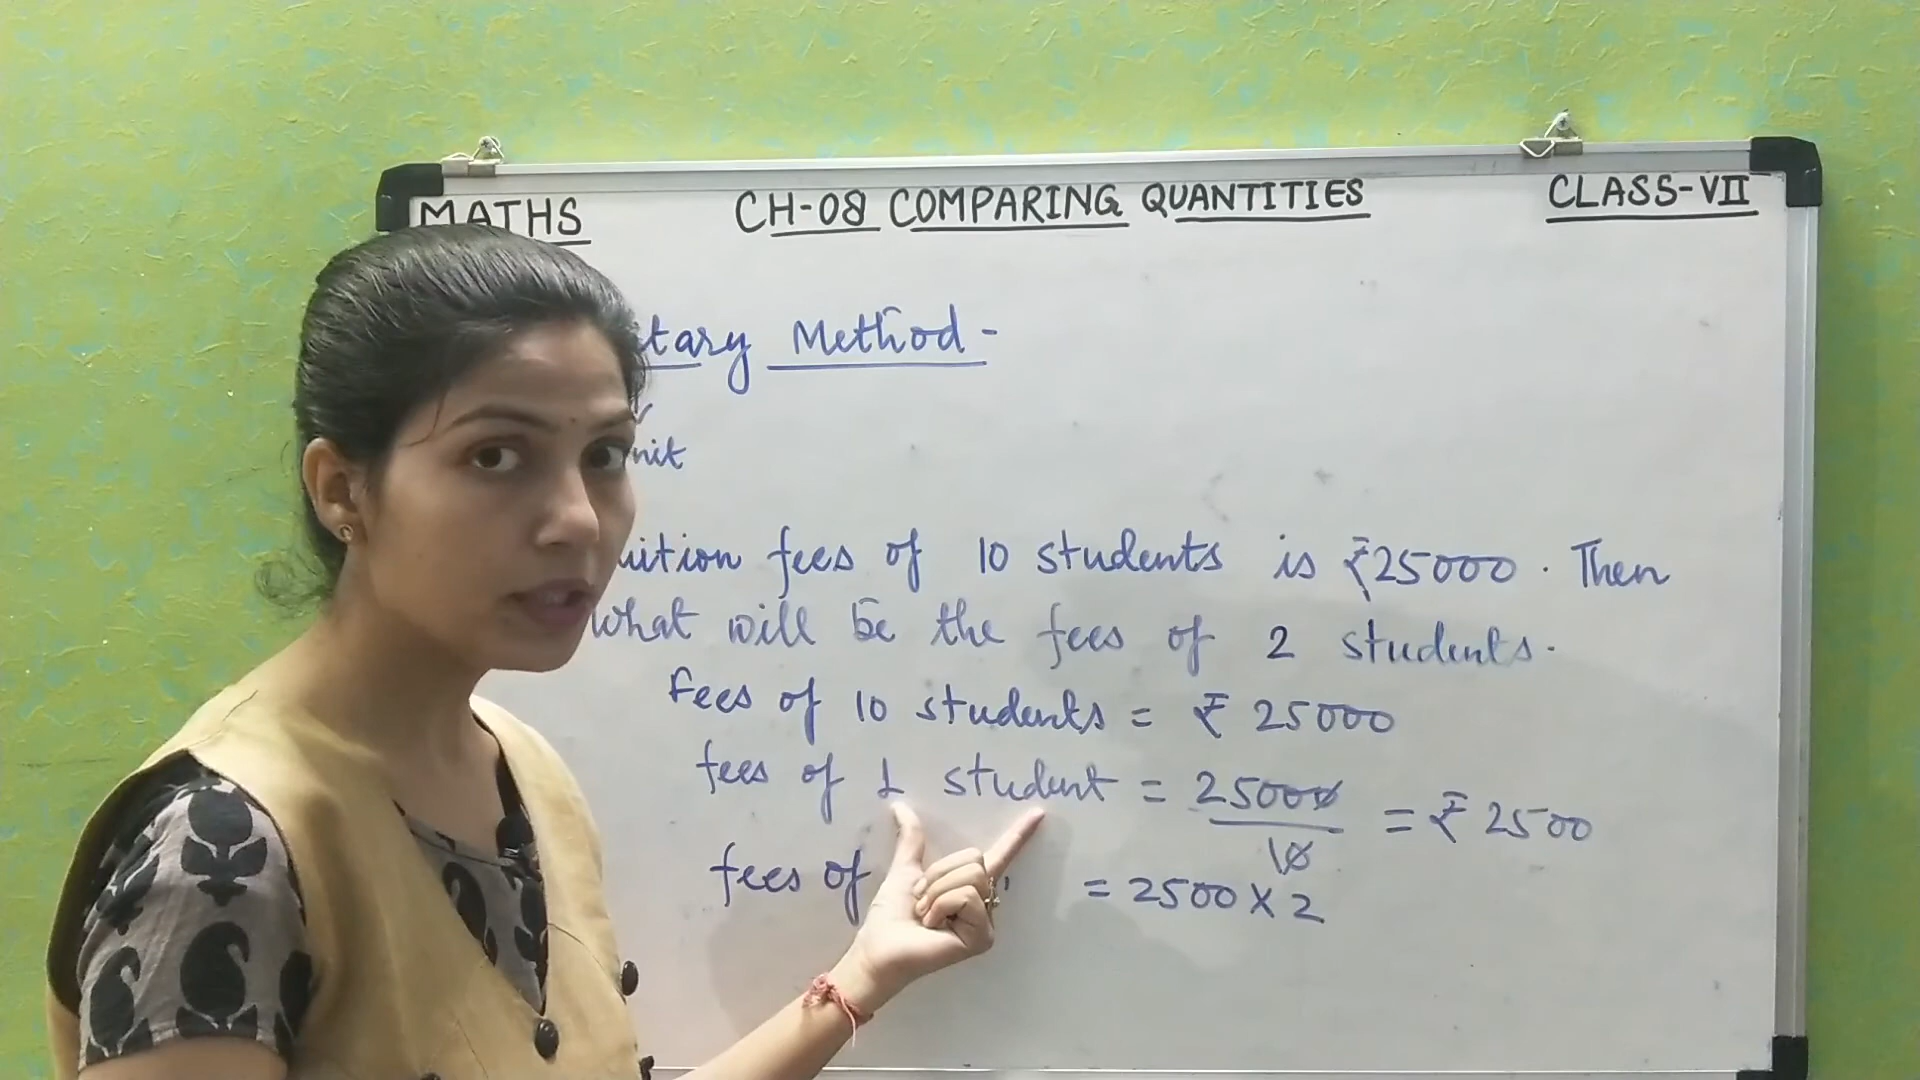 MATHS CH-08 COMPARING QUANTITIES CLASS-VII
tary Method -
nit
uition fees of 10 students is ₹25000. Then
what will be the fees of 2 students.
Fees of 10 students = ₹ 25000
fees of 1 student = 25000/10 = ₹ 2500
fees of = 2500 X 2